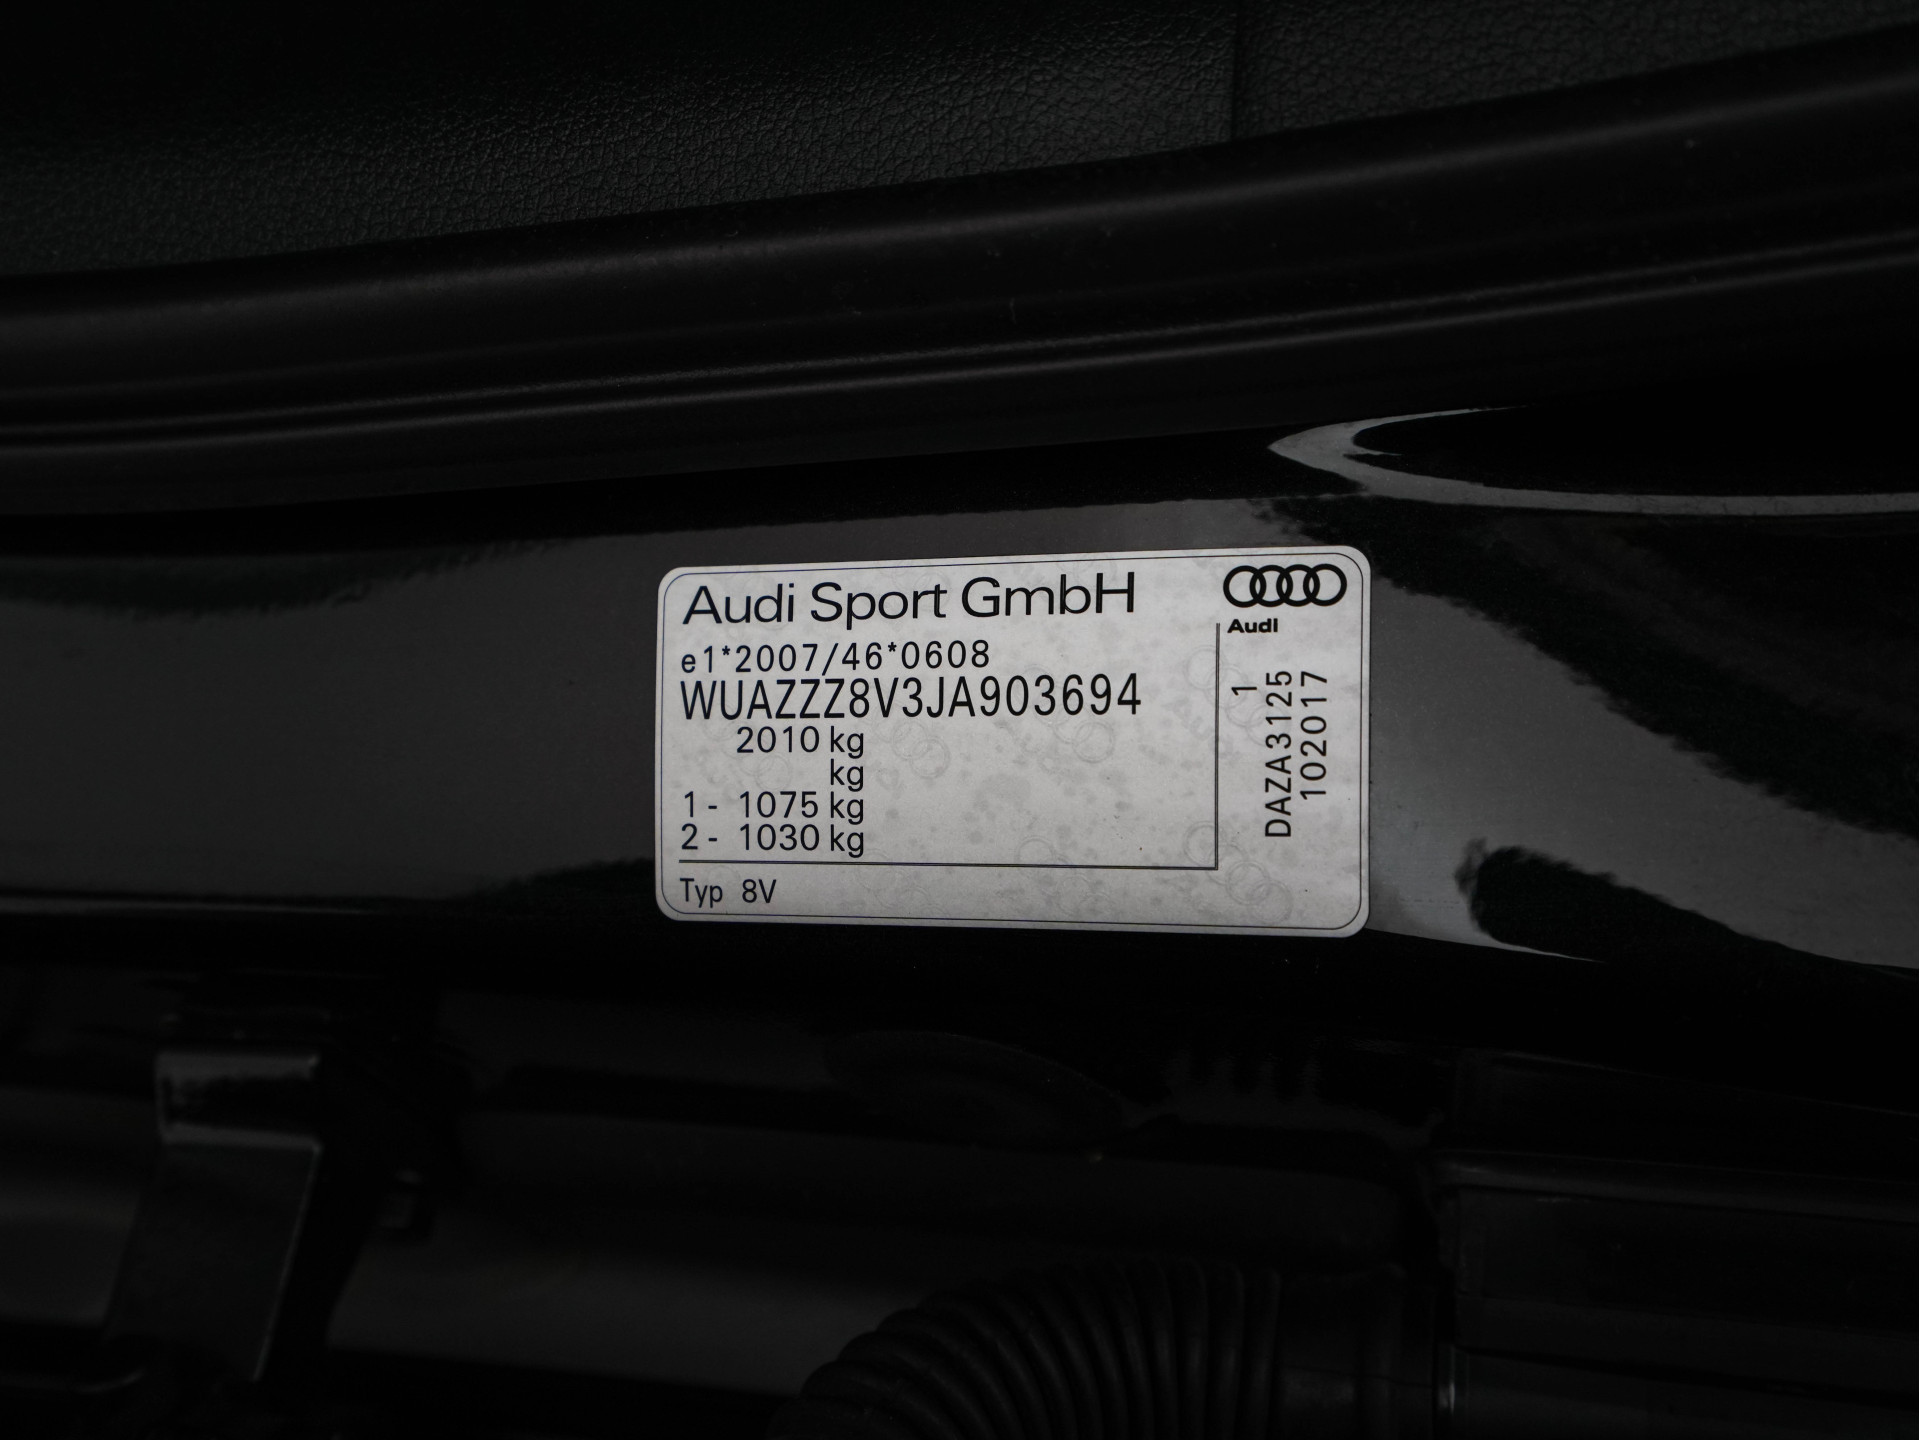 Audi Sport GmbH
Audi
e1*2007/46*0608
WUAZZZ8V3JA903694
2010 kg
kg
1 - 1075 kg
2 - 1030 kg
Typ 8V
1
DAZA3125
102017